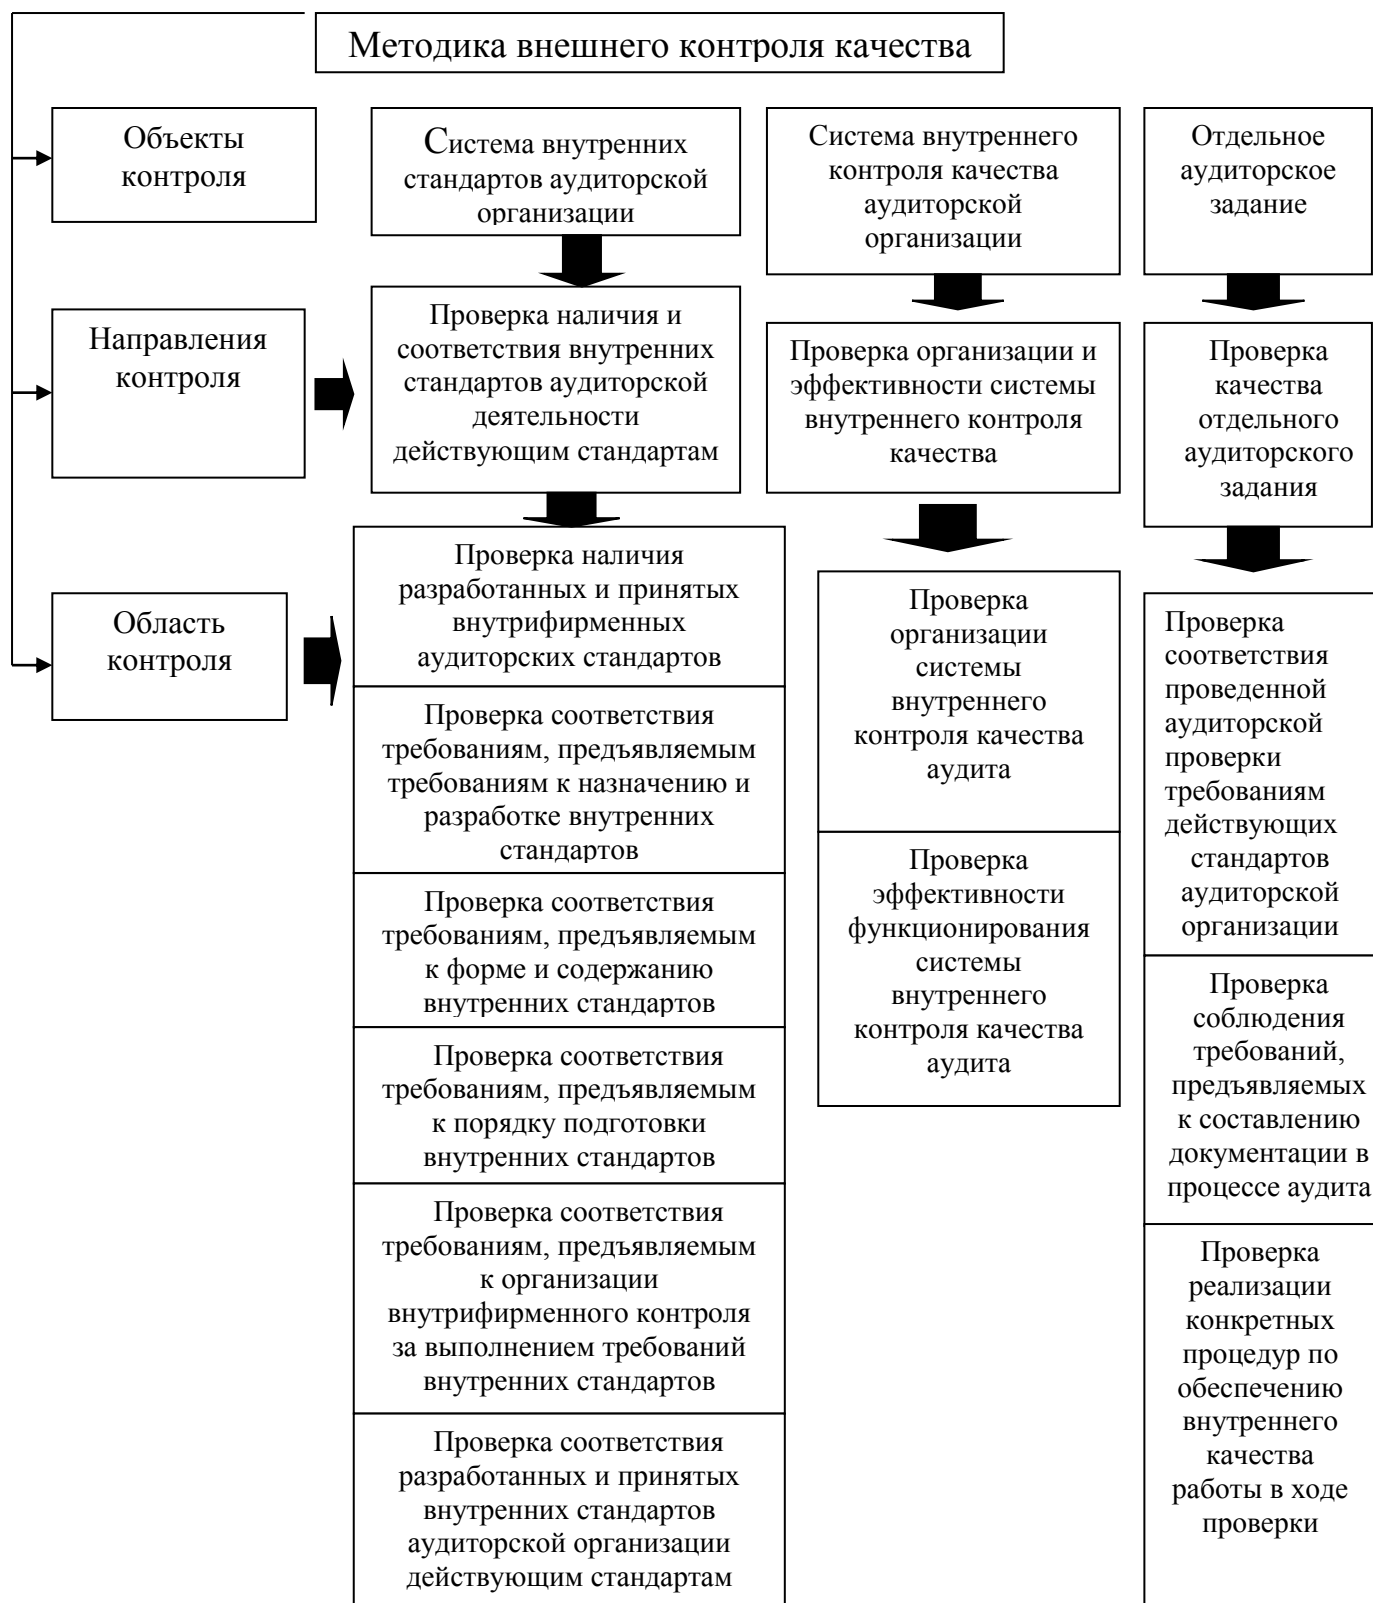 Методика внешнего контроля качества
Объекты
контроля
Система внутренних
стандартов аудиторской
организации
Система внутреннего
контроля качества
аудиторской
организации
Отдельное
аудиторское
задание
Направления
контроля
Проверка наличия и
соответствия внутренних
стандартов аудиторской
деятельности
действующим стандартам
Проверка организации и
эффективности системы
внутреннего контроля
качества
Проверка
качества
отдельного
аудиторского
задания
Область
контроля
Проверка наличия
разработанных и принятых
внутрифирменных
аудиторских стандартов
Проверка соответствия
требованиям, предъявляемым
требованиям к назначению и
разработке внутренних
стандартов
Проверка соответствия
требованиям, предъявляемым
к форме и содержанию
внутренних стандартов
Проверка соответствия
требованиям, предъявляемым
к порядку подготовки
внутренних стандартов
Проверка соответствия
требованиям, предъявляемым
к организации
внутрифирменного контроля
за выполнением требований
внутренних стандартов
Проверка соответствия
разработанных и принятых
внутренних стандартов
аудиторской организации
действующим стандартам
Проверка
организации
системы
внутреннего
контроля качества
аудита
Проверка
эффективности
функционирования
системы
внутреннего
контроля качества
аудита
Проверка
соответствия
проведенной
аудиторской
проверки
требованиям
действующих
стандартов
аудиторской
организации
Проверка
соблюдения
требований,
предъявляемых
к составлению
документации в
процессе аудита
Проверка
реализации
конкретных
процедур по
обеспечению
внутреннего
качества
работы в ходе
проверки